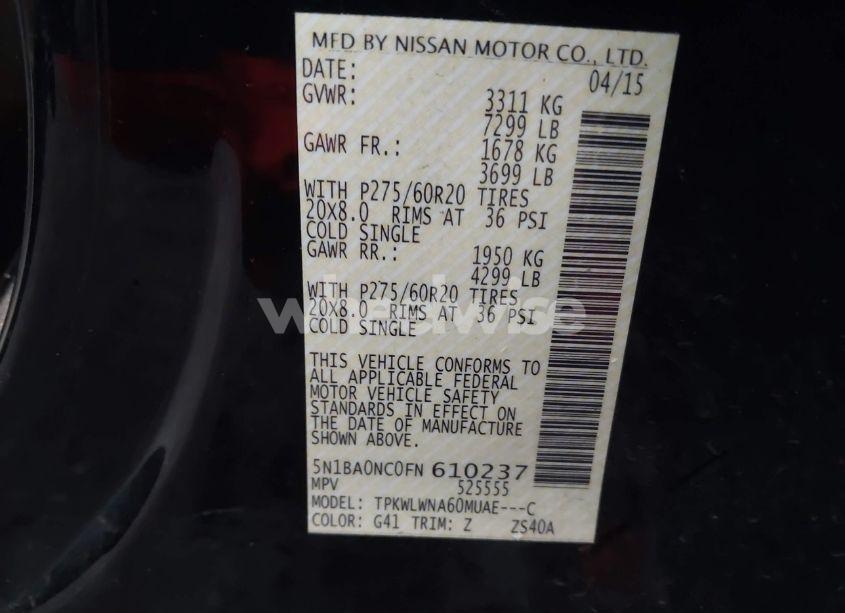 MFD BY NISSAN MOTOR CO., LTD.
DATE: 04/15
GVWR: 3311 KG
7299 LB
GAWR FR.: 1678 KG
3699 LB
WITH P275/60R20 TIRES
20X8.0 RIMS AT 36 PSI
COLD SINGLE
GAWR RR.: 1950 KG
4299 LB
WITH P275/60R20 TIRES
20X8.0 RIMS AT 36 PSI
COLD SINGLE
wheelwise
THIS VEHICLE CONFORMS TO
ALL APPLICABLE FEDERAL
MOTOR VEHICLE SAFETY
STANDARDS IN EFFECT ON
THE DATE OF MANUFACTURE
SHOWN ABOVE.
5N1BA0NC0FN 610237
MPV 525555
MODEL: TPKWLWNA60MUAE---C
COLOR: G41 TRIM: Z ZS40A